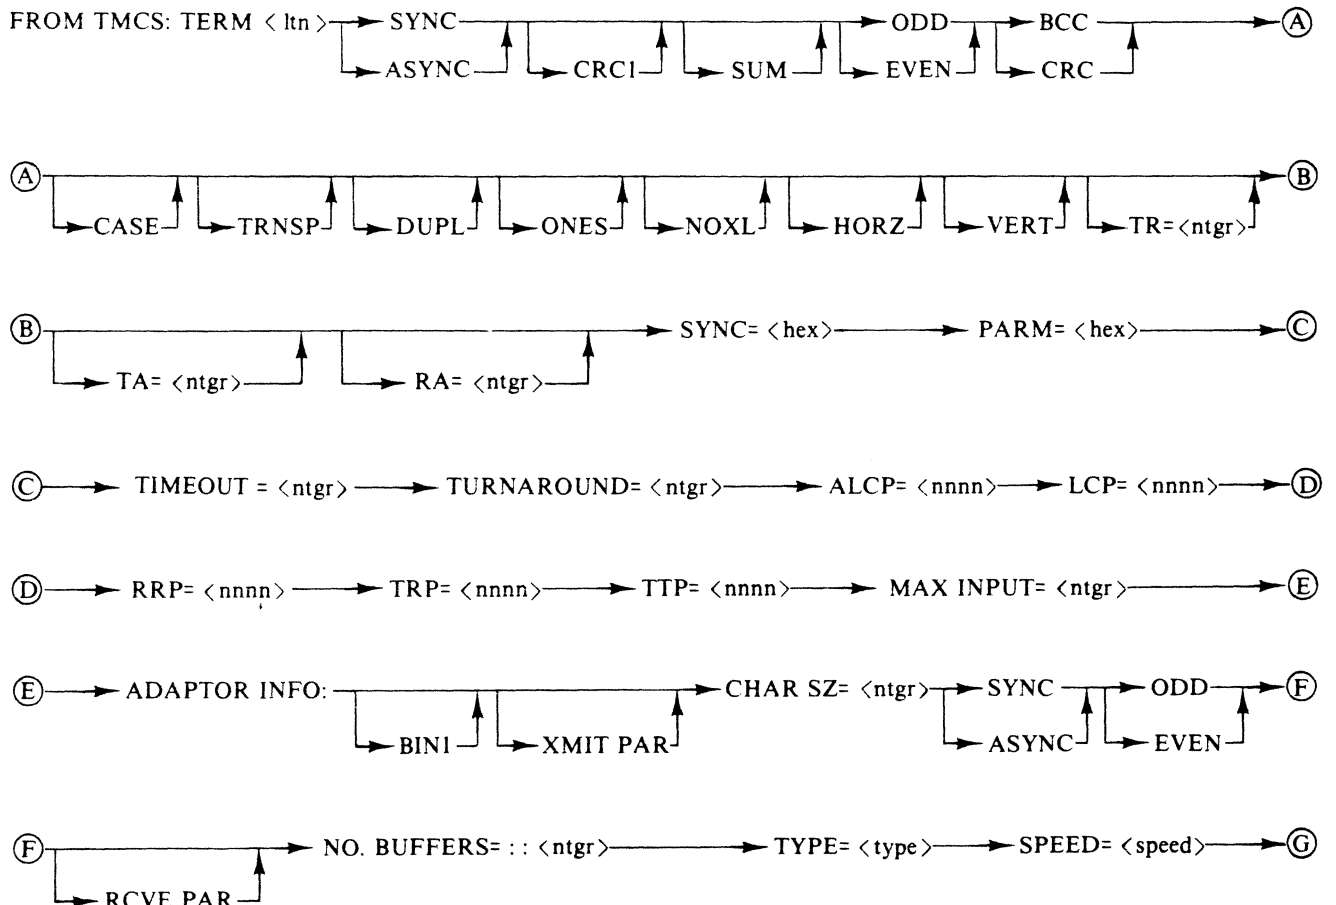 FROM TMCS: TERM <ltn> SYNC ODD BCC A
ASYNC CRC1 SUM EVEN CRC
A B
CASE TRNSP DUPL ONES NOXL HORZ VERT TR=<ntgr>
B SYNC= <hex> PARM= <hex> C
TA= <ntgr> RA= <ntgr>
C TIMEOUT = <ntgr> TURNAROUND= <ntgr> ALCP= <nnnn> LCP= <nnnn> D
D RRP= <nnnn> TRP= <nnnn> TTP= <nnnn> MAX INPUT= <ntgr> E
E ADAPTOR INFO: CHAR SZ= <ntgr> SYNC ODD F
BIN1 XMIT PAR ASYNC EVEN
F NO. BUFFERS= : : <ntgr> TYPE= <type> SPEED= <speed> G
RCVE PAR